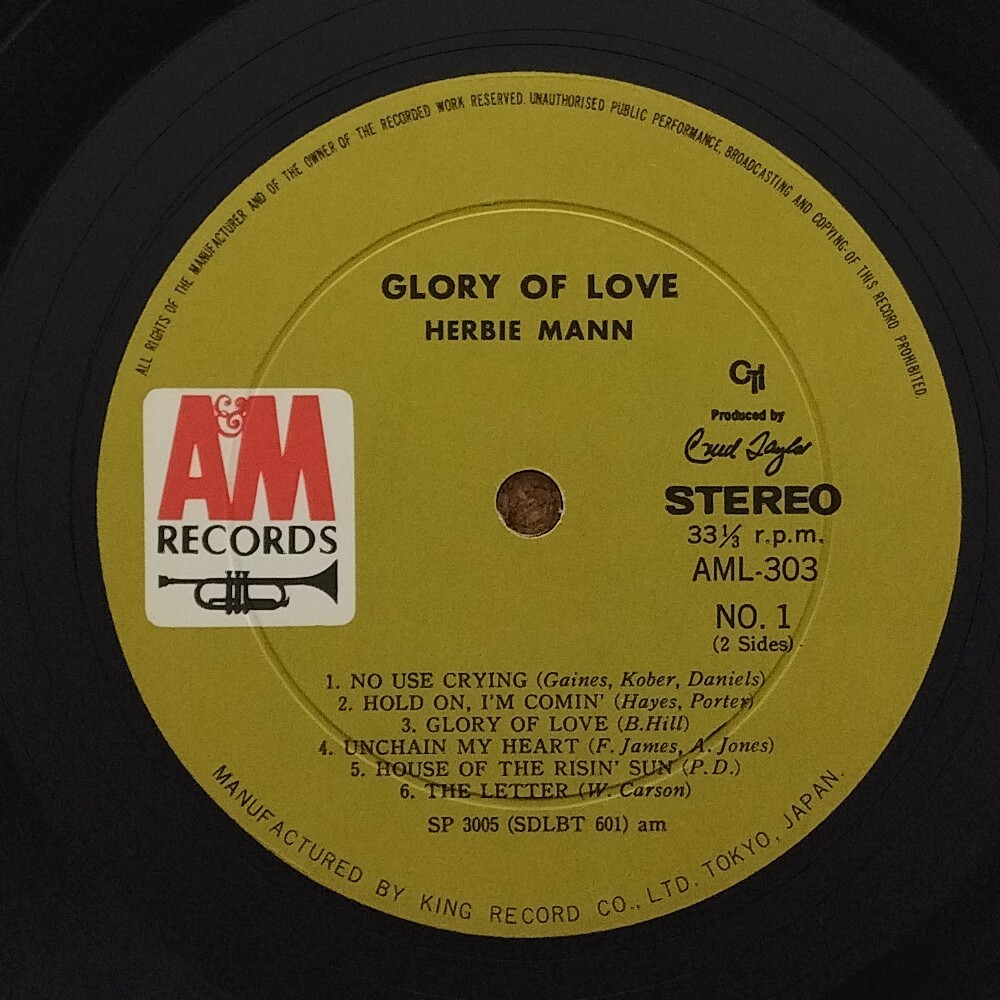 ALL RIGHTS OF THE MANUFACTURER AND OF THE OWNER OF THE RECORDED WORK RESERVED. UNAUTHORISED PUBLIC PERFORMANCE, BROADCASTING AND COPYING OF THIS RECORD PROHIBITED.
GLORY OF LOVE
HERBIE MANN
CTi
Produced by
Creed Taylor
A&M
RECORDS
STEREO
33⅓ r.p.m.
AML-303
NO. 1
(2 Sides)
1. NO USE CRYING (Gaines, Kober, Daniels)
2. HOLD ON, I'M COMIN' (Hayes, Porter)
3. GLORY OF LOVE (B.Hill)
4. UNCHAIN MY HEART (F. James, A. Jones)
5. HOUSE OF THE RISIN' SUN (P.D.)
6. THE LETTER (W. Carson)
SP 3005 (SDLBT 601) am
MANUFACTURED BY KING RECORD CO., LTD. TOKYO, JAPAN.